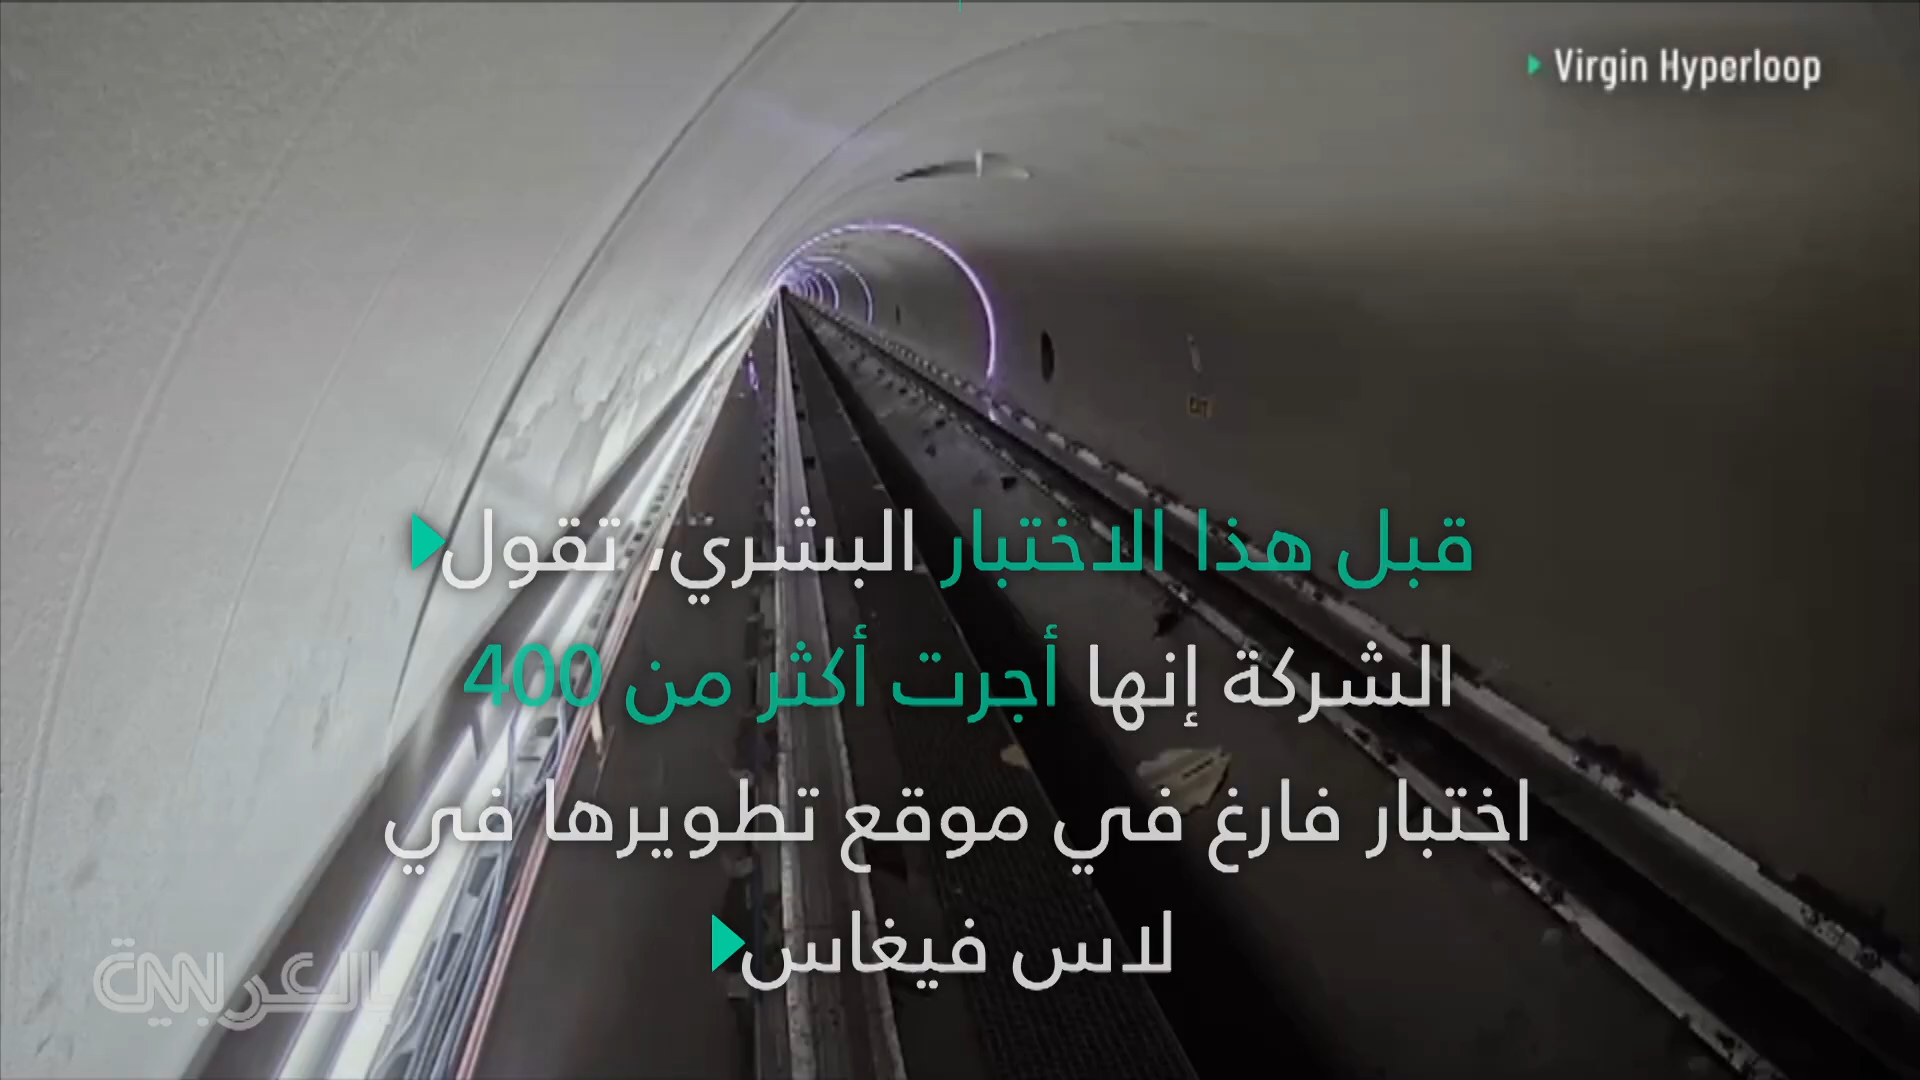 Virgin Hyperloop
قبل هذا الاختبار البشري، تقول
الشركة إنها أجرت أكثر من 400
اختبار فارغ في موقع تطويرها في
لاس فيغاس
CNN بالعربية